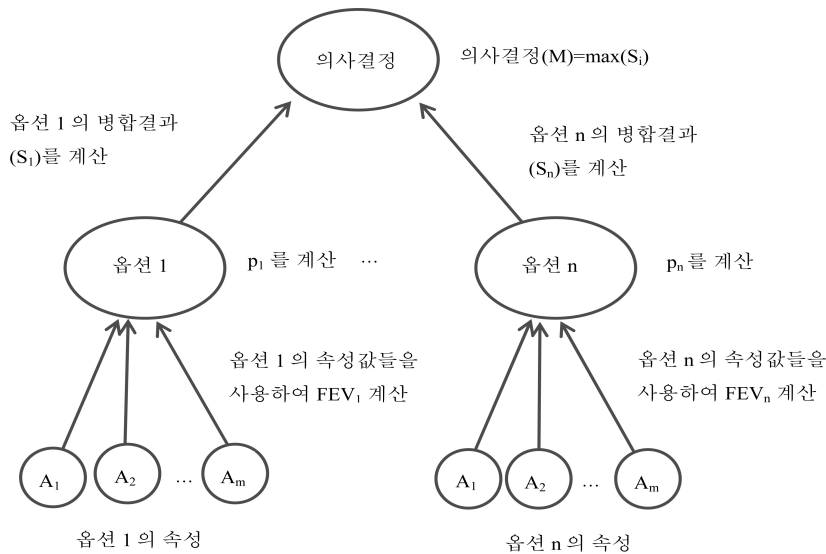 의사결정
의사결정(M)=max(Sᵢ)
옵션 1 의 병합결과
(S₁)를 계산
옵션 n 의 병합결과
(Sₙ)를 계산
옵션 1
p₁ 를 계산 ...
옵션 n
pₙ 를 계산
옵션 1 의 속성값들을
사용하여 FEV₁ 계산
옵션 n 의 속성값들을
사용하여 FEVₙ 계산
A₁ A₂ ... Aₘ
A₁ A₂ ... Aₘ
옵션 1 의 속성
옵션 n 의 속성